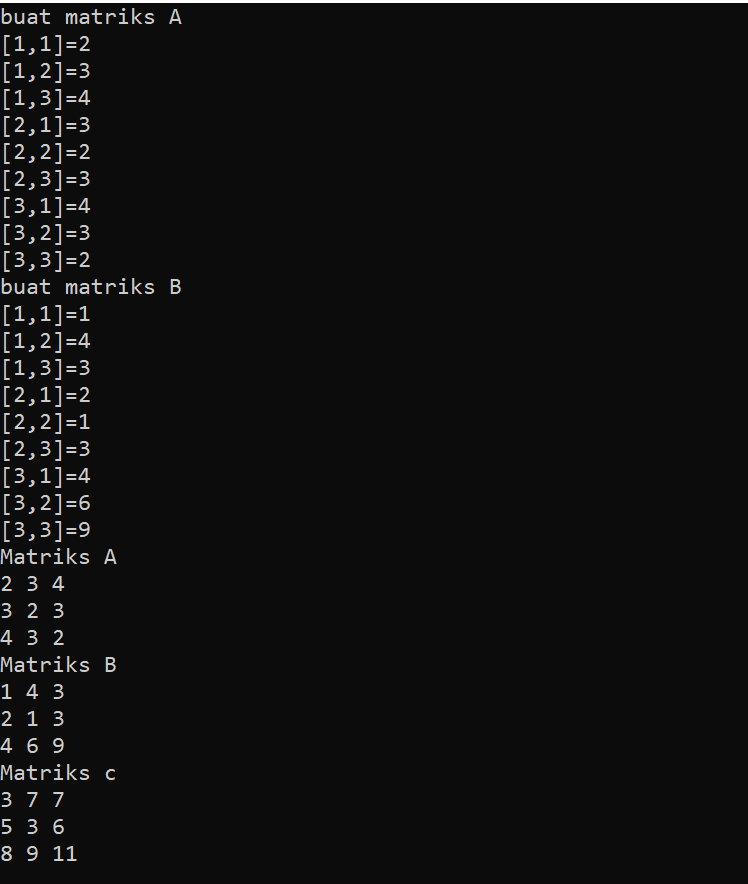 buat matriks A
[1,1]=2
[1,2]=3
[1,3]=4
[2,1]=3
[2,2]=2
[2,3]=3
[3,1]=4
[3,2]=3
[3,3]=2
buat matriks B
[1,1]=1
[1,2]=4
[1,3]=3
[2,1]=2
[2,2]=1
[2,3]=3
[3,1]=4
[3,2]=6
[3,3]=9
Matriks A
2 3 4
3 2 3
4 3 2
Matriks B
1 4 3
2 1 3
4 6 9
Matriks c
3 7 7
5 3 6
8 9 11